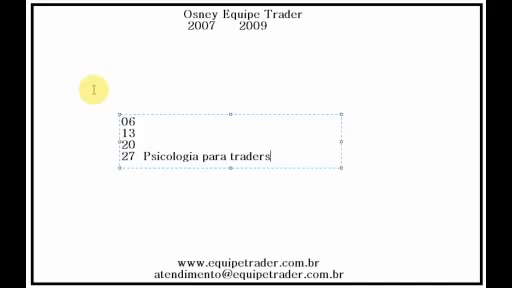 Osney Equipe Trader
2007 2009
06
13
20
27 Psicologia para traders
www.equipetrader.com.br
atendimento@equipetrader.com.br